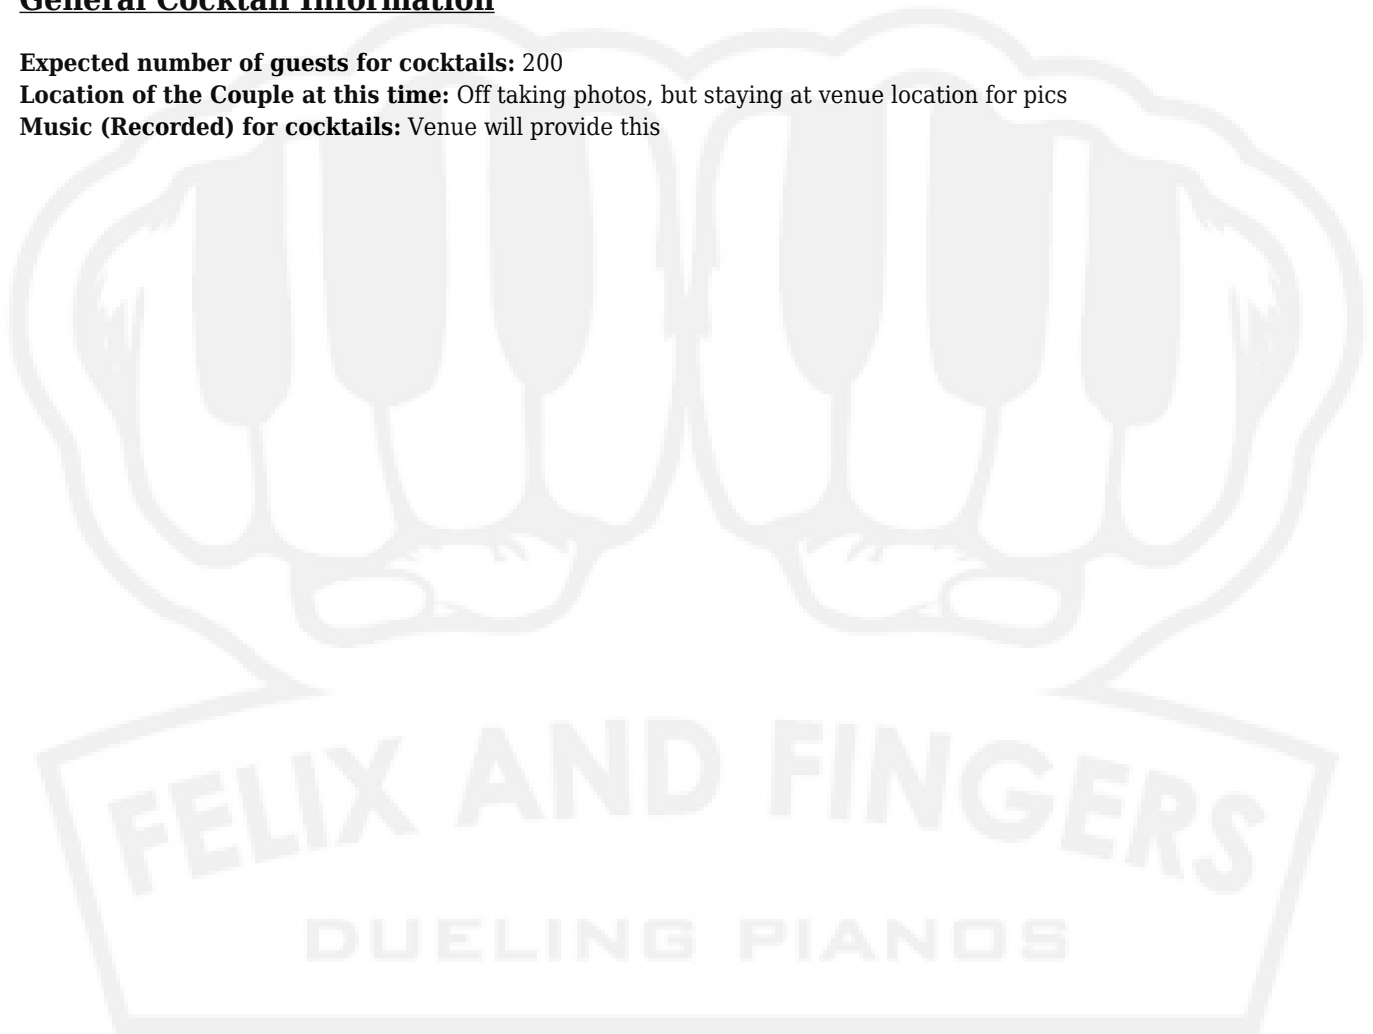 General Cocktail Information
Expected number of guests for cocktails: 200
Location of the Couple at this time: Off taking photos, but staying at venue location for pics
Music (Recorded) for cocktails: Venue will provide this
FELIX AND FINGERS
DUELING PIANOS